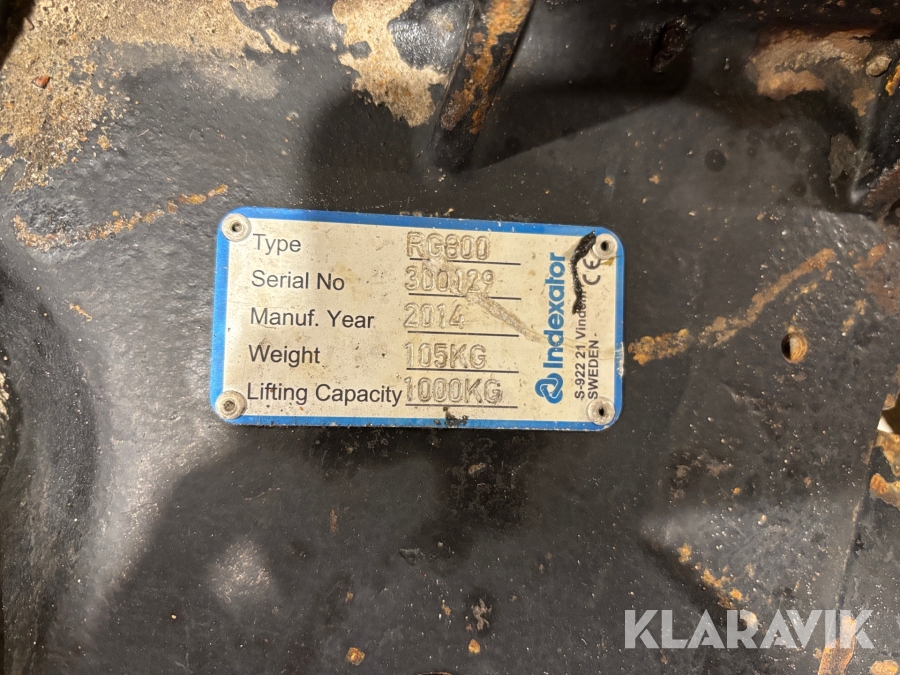 Type RG800
Serial No 300129
Manuf. Year 2014
Weight 105KG
Lifting Capacity 1000KG
Indexator
S-922 21
SWEDEN -
CE
KLARAVIK